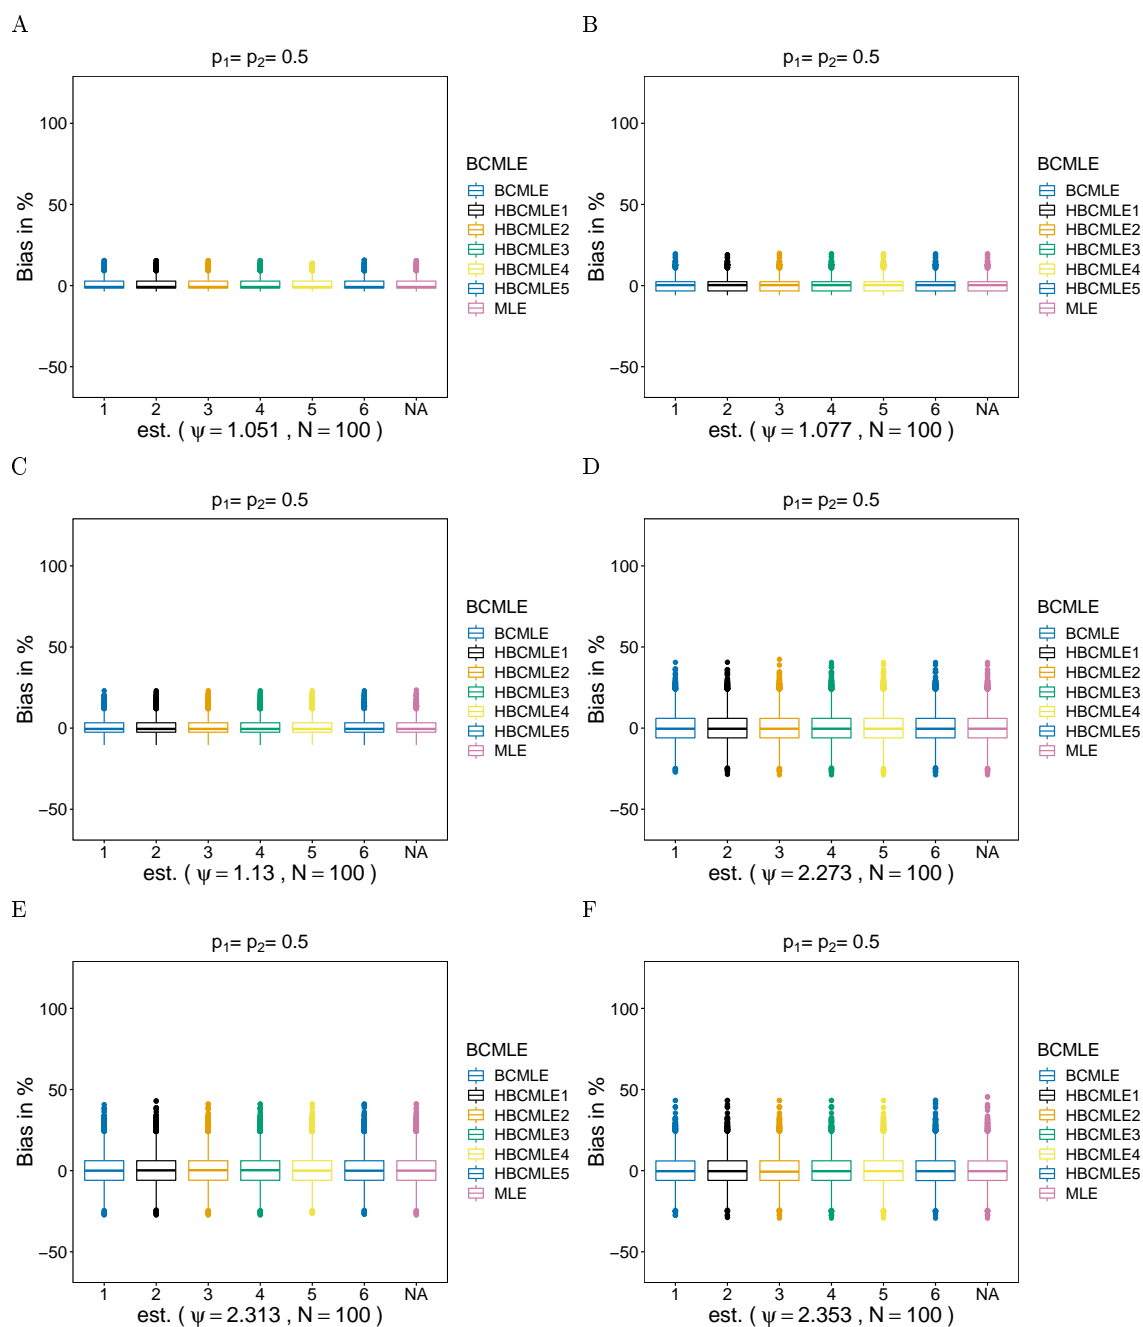 A
p1= p2= 0.5
Bias in %
100
50
0
−50
1 2 3 4 5 6 NA
est. ( ψ = 1.051 , N = 100 )
BCMLE
BCMLE
HBCMLE1
HBCMLE2
HBCMLE3
HBCMLE4
HBCMLE5
MLE
B
p1= p2= 0.5
Bias in %
100
50
0
−50
1 2 3 4 5 6 NA
est. ( ψ = 1.077 , N = 100 )
BCMLE
BCMLE
HBCMLE1
HBCMLE2
HBCMLE3
HBCMLE4
HBCMLE5
MLE
C
p1= p2= 0.5
Bias in %
100
50
0
−50
1 2 3 4 5 6 NA
est. ( ψ = 1.13 , N = 100 )
BCMLE
BCMLE
HBCMLE1
HBCMLE2
HBCMLE3
HBCMLE4
HBCMLE5
MLE
D
p1= p2= 0.5
Bias in %
100
50
0
−50
1 2 3 4 5 6 NA
est. ( ψ = 2.273 , N = 100 )
BCMLE
BCMLE
HBCMLE1
HBCMLE2
HBCMLE3
HBCMLE4
HBCMLE5
MLE
E
p1= p2= 0.5
Bias in %
100
50
0
−50
1 2 3 4 5 6 NA
est. ( ψ = 2.313 , N = 100 )
BCMLE
BCMLE
HBCMLE1
HBCMLE2
HBCMLE3
HBCMLE4
HBCMLE5
MLE
F
p1= p2= 0.5
Bias in %
100
50
0
−50
1 2 3 4 5 6 NA
est. ( ψ = 2.353 , N = 100 )
BCMLE
BCMLE
HBCMLE1
HBCMLE2
HBCMLE3
HBCMLE4
HBCMLE5
MLE